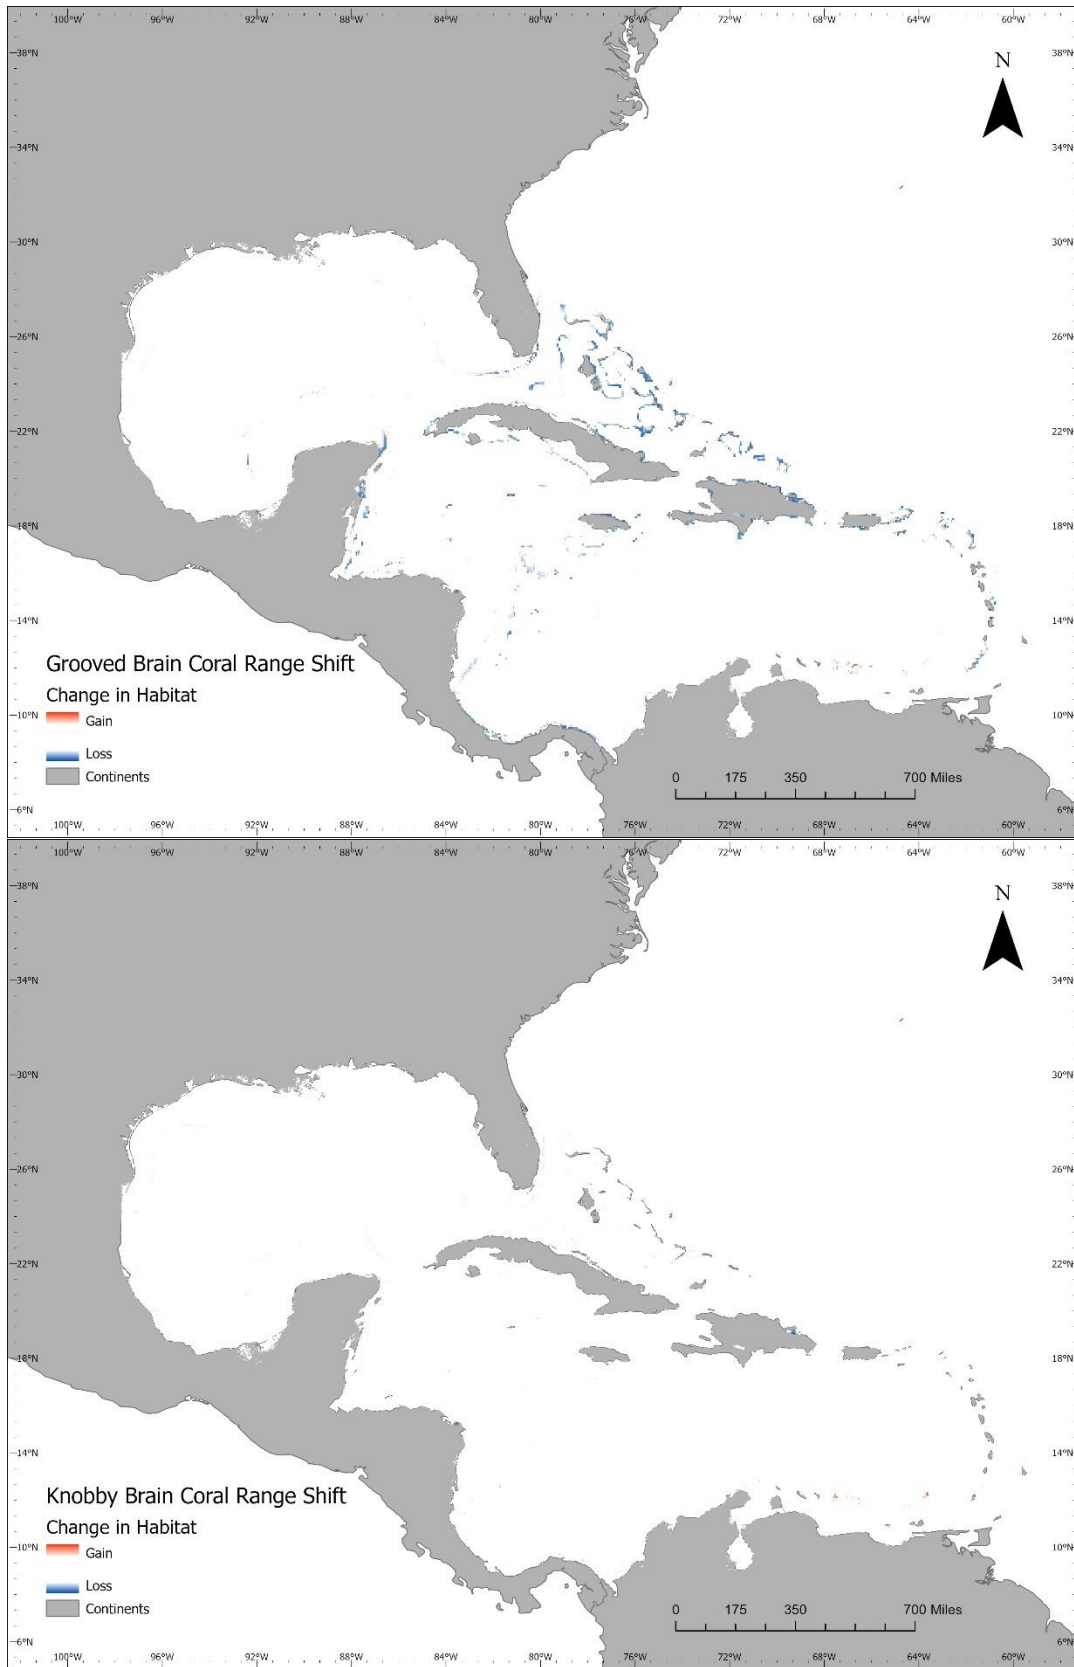 100°W 96°W 92°W 88°W 84°W 80°W 76°W 72°W 68°W 64°W 60°W
38°N 38°N
N
34°N 34°N
30°N 30°N
26°N 26°N
22°N 22°N
18°N 18°N
14°N 14°N
Grooved Brain Coral Range Shift
Change in Habitat
10°N 10°N
Gain
Loss
Continents
0 175 350 700 Miles
6°N 6°N
100°W 96°W 92°W 88°W 84°W 80°W 76°W 72°W 68°W 64°W 60°W
100°W 96°W 92°W 88°W 84°W 80°W 76°W 72°W 68°W 64°W 60°W
38°N 38°N
N
34°N 34°N
30°N 30°N
26°N 26°N
22°N 22°N
18°N 18°N
14°N 14°N
Knobby Brain Coral Range Shift
Change in Habitat
10°N 10°N
Gain
Loss
Continents
0 175 350 700 Miles
6°N 6°N
100°W 96°W 92°W 88°W 84°W 80°W 76°W 72°W 68°W 64°W 60°W